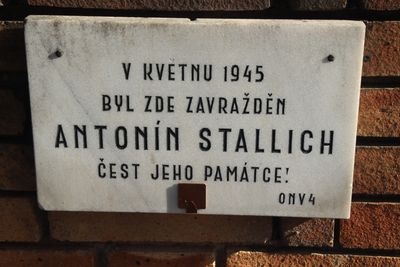 V KVĚTNU 1945
BYL ZDE ZAVRAŽDĚN
ANTONÍN STALLICH
ČEST JEHO PAMÁTCE!
ONV4